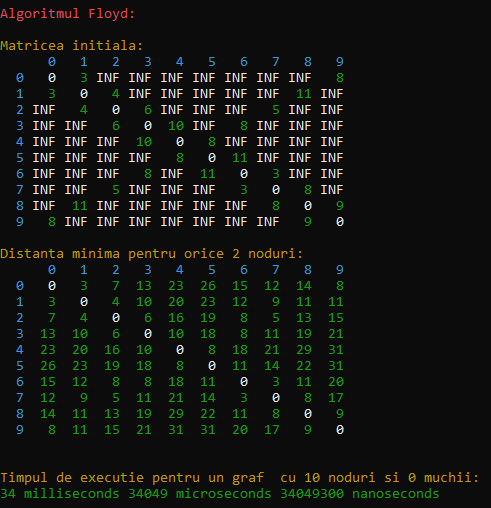 Algoritmul Floyd:
Matricea initiala:
0 1 2 3 4 5 6 7 8 9
0 0 3 INF INF INF INF INF INF INF 8
1 3 0 4 INF INF INF INF INF 11 INF
2 INF 4 0 6 INF INF INF 5 INF INF
3 INF INF 6 0 10 INF 8 INF INF INF
4 INF INF INF 10 0 8 INF INF INF INF
5 INF INF INF INF 8 0 11 INF INF INF
6 INF INF INF 8 INF 11 0 3 INF INF
7 INF INF 5 INF INF INF 3 0 8 INF
8 INF 11 INF INF INF INF INF 8 0 9
9 8 INF INF INF INF INF INF INF 9 0
Distanta minima pentru orice 2 noduri:
0 1 2 3 4 5 6 7 8 9
0 0 3 7 13 23 26 15 12 14 8
1 3 0 4 10 20 23 12 9 11 11
2 7 4 0 6 16 19 8 5 13 15
3 13 10 6 0 10 18 8 11 19 21
4 23 20 16 10 0 8 18 21 29 31
5 26 23 19 18 8 0 11 14 22 31
6 15 12 8 8 18 11 0 3 11 20
7 12 9 5 11 21 14 3 0 8 17
8 14 11 13 19 29 22 11 8 0 9
9 8 11 15 21 31 31 20 17 9 0
Timpul de executie pentru un graf  cu 10 noduri si 0 muchii:
34 milliseconds 34049 microseconds 34049300 nanoseconds